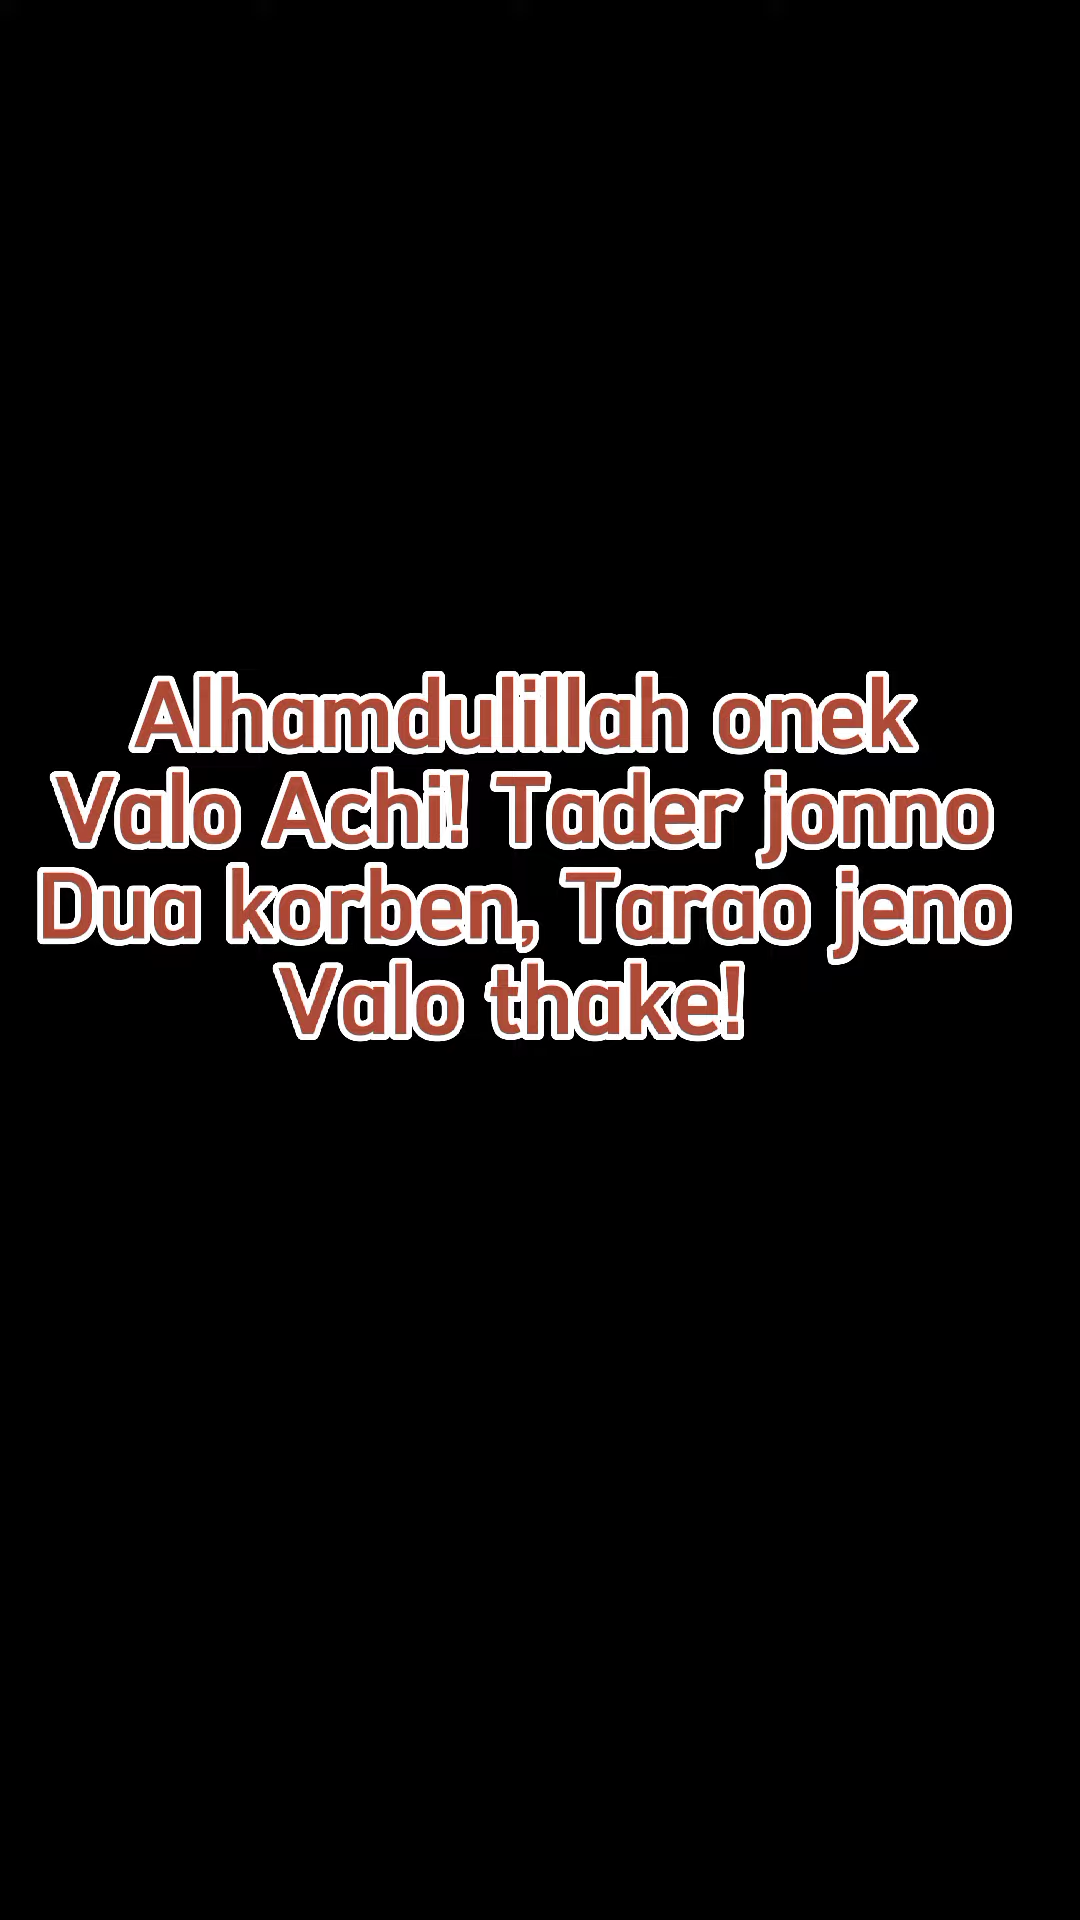 Alhamdulillah onek
Valo Achi! Tader jonno
Dua korben, Tarao jeno
Valo thake!